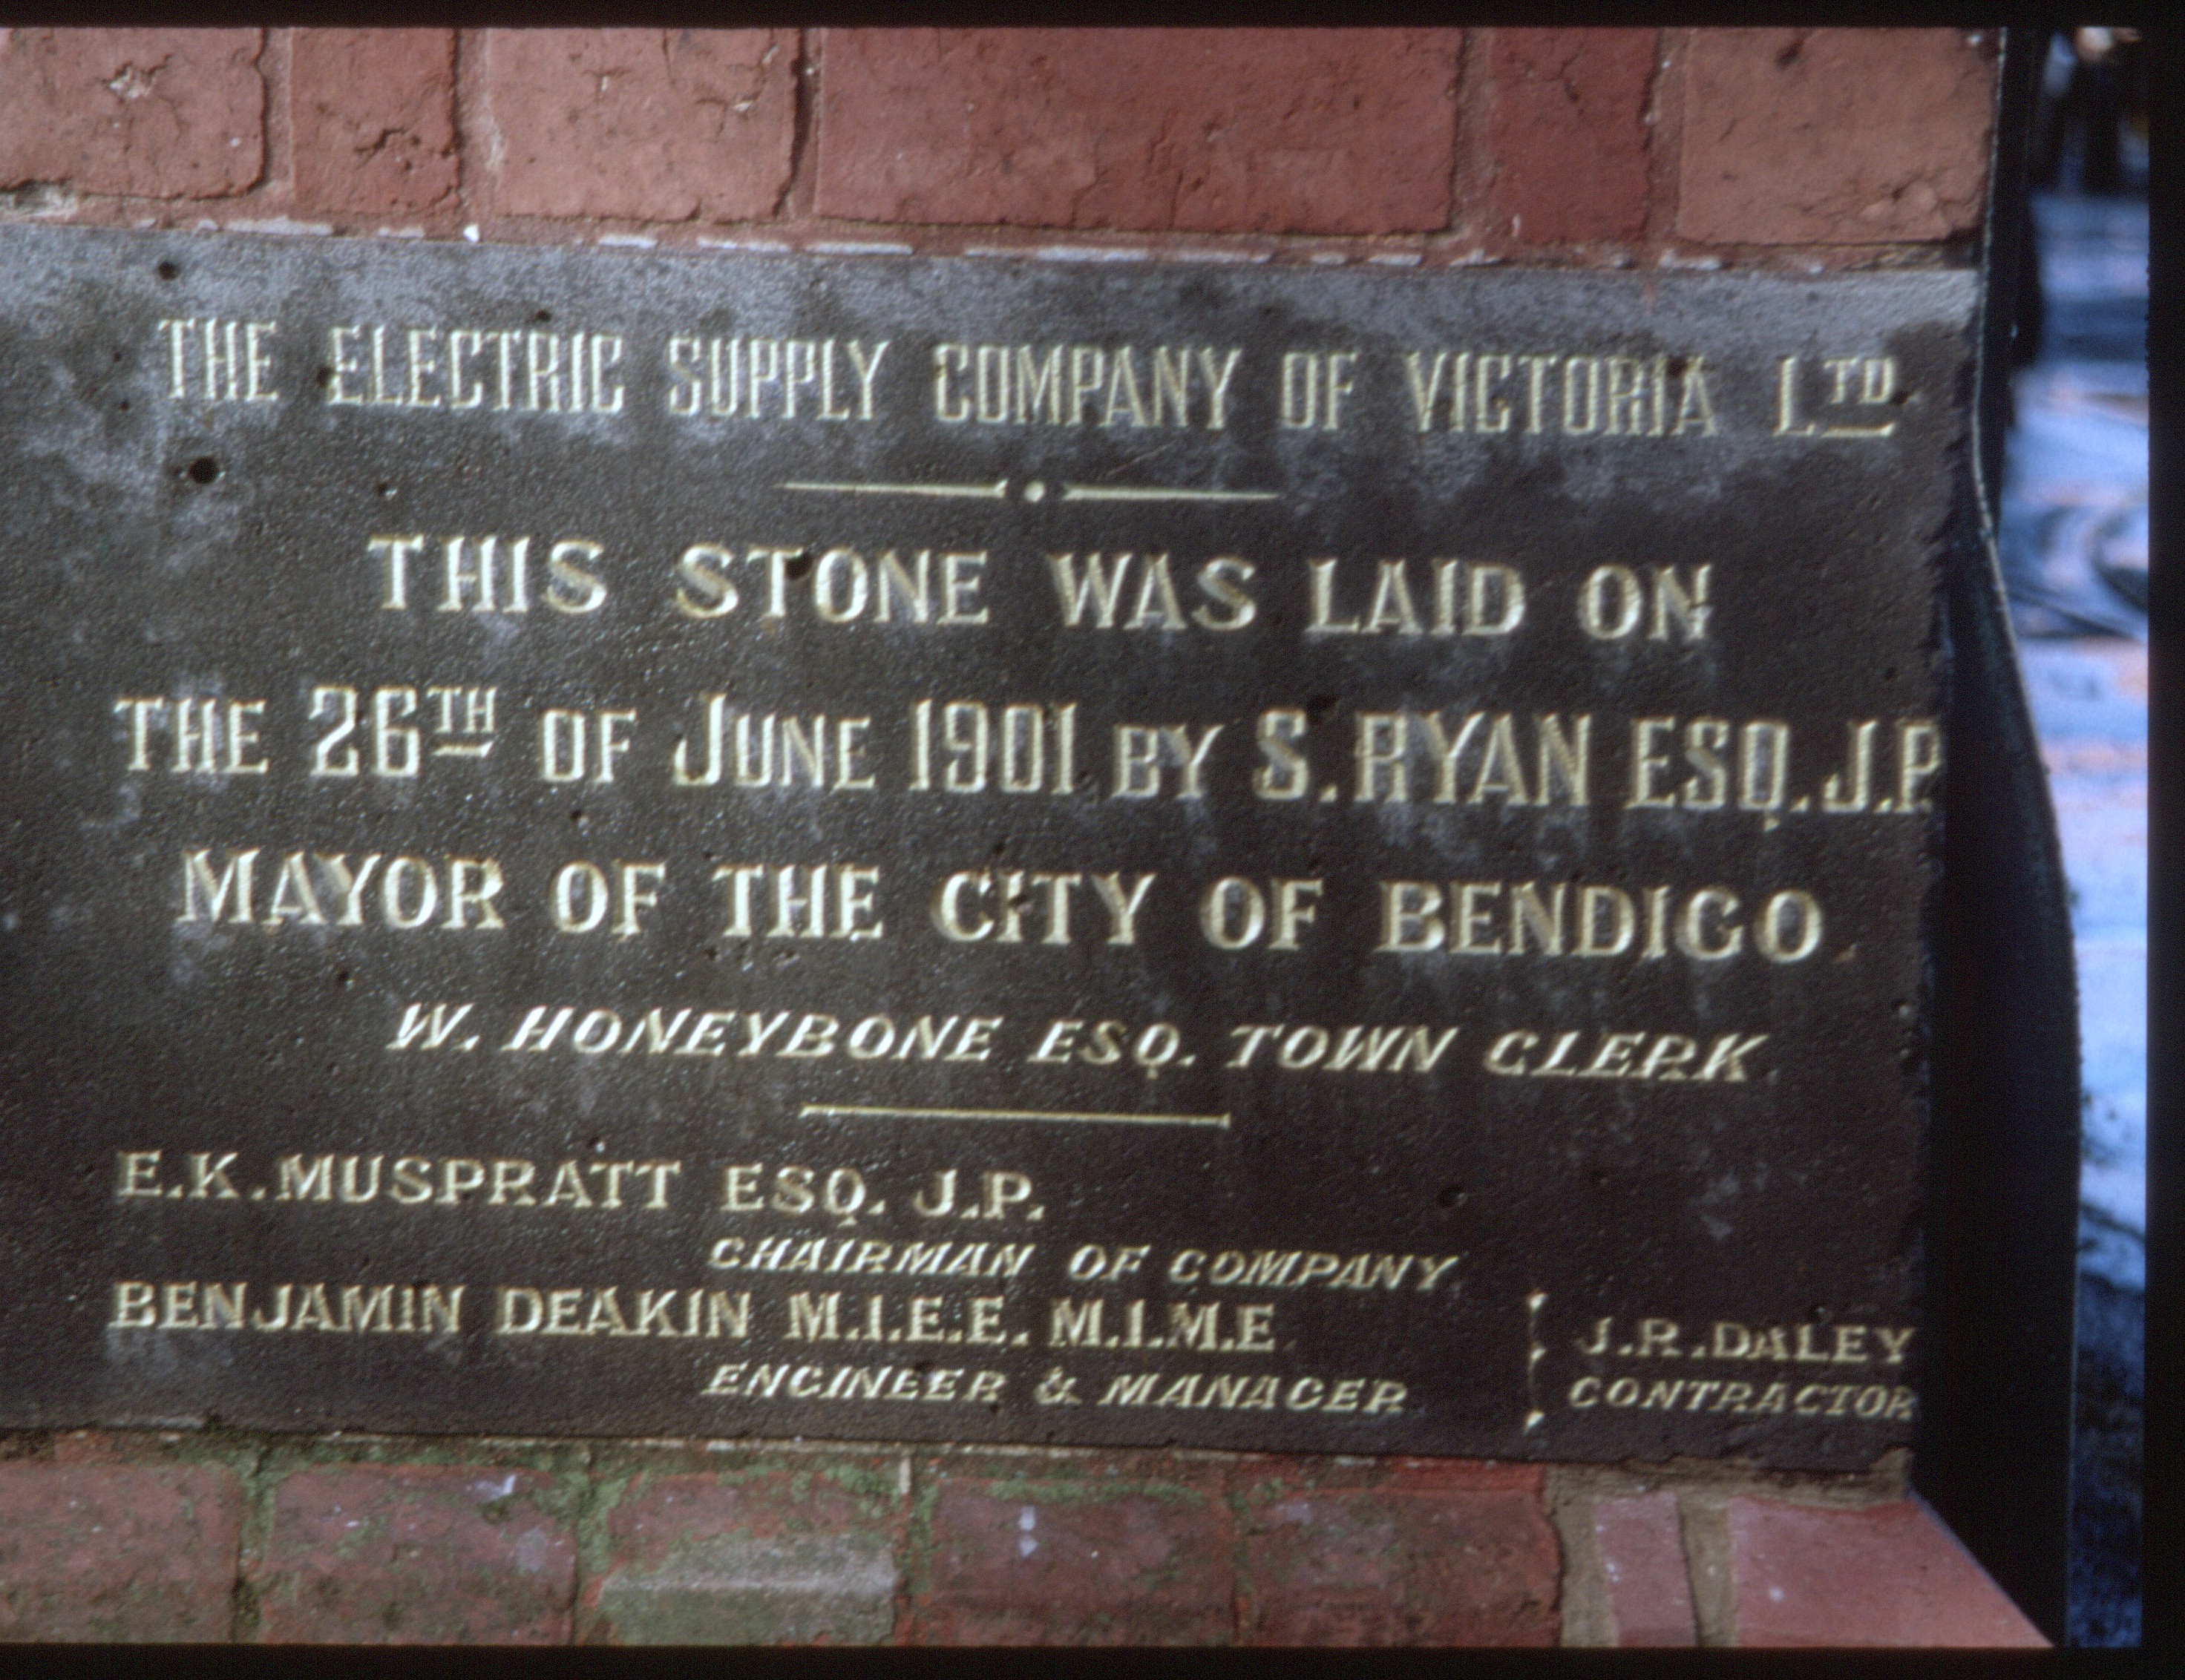 THE ELECTRIC SUPPLY COMPANY OF VICTORIA LTD.
THIS STONE WAS LAID ON
THE 26TH OF JUNE 1901 BY S. RYAN ESQ. J.P.
MAYOR OF THE CITY OF BENDIGO.
W. HONEYBONE ESQ. TOWN CLERK
E.K. MUSPRATT ESQ. J.P.
CHAIRMAN OF COMPANY
BENJAMIN DEAKIN M.I.E.E. M.I.M.E
ENGINEER & MANAGER
J.R. DALEY
CONTRACTOR